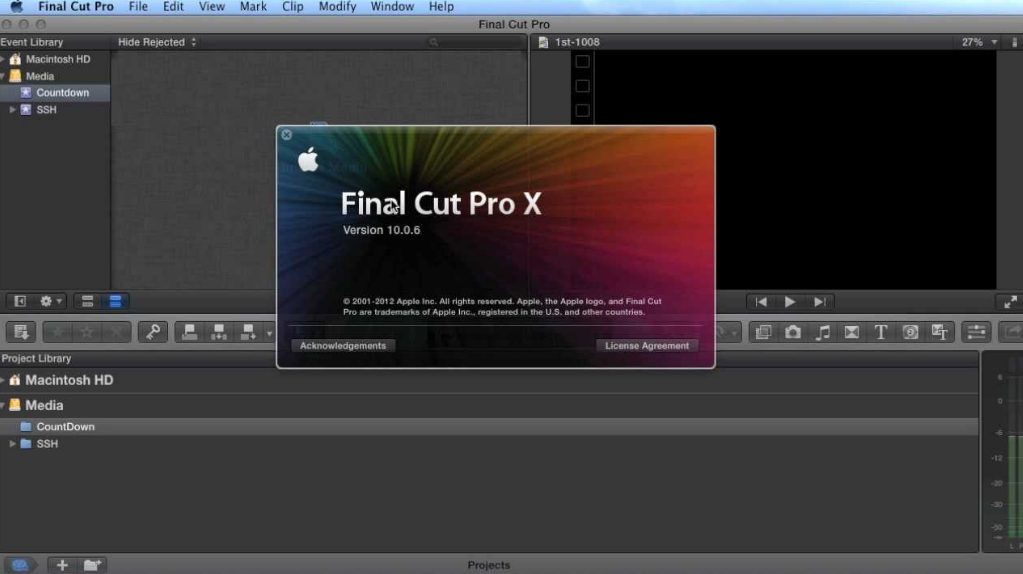 Final Cut Pro File Edit View Mark Clip Modify Window Help
Final Cut Pro
Event Library Hide Rejected
1st-1008 27%
Macintosh HD
Media
Countdown
SSH
Final Cut Pro X
Version 10.0.6
© 2001-2012 Apple Inc. All rights reserved. Apple, the Apple logo, and Final Cut
Pro are trademarks of Apple Inc., registered in the U.S. and other countries.
Acknowledgements License Agreement
Project Library
Macintosh HD
Media
CountDown
SSH
6
0
-6
-12
-20
-30
-50
-∞
L
Projects